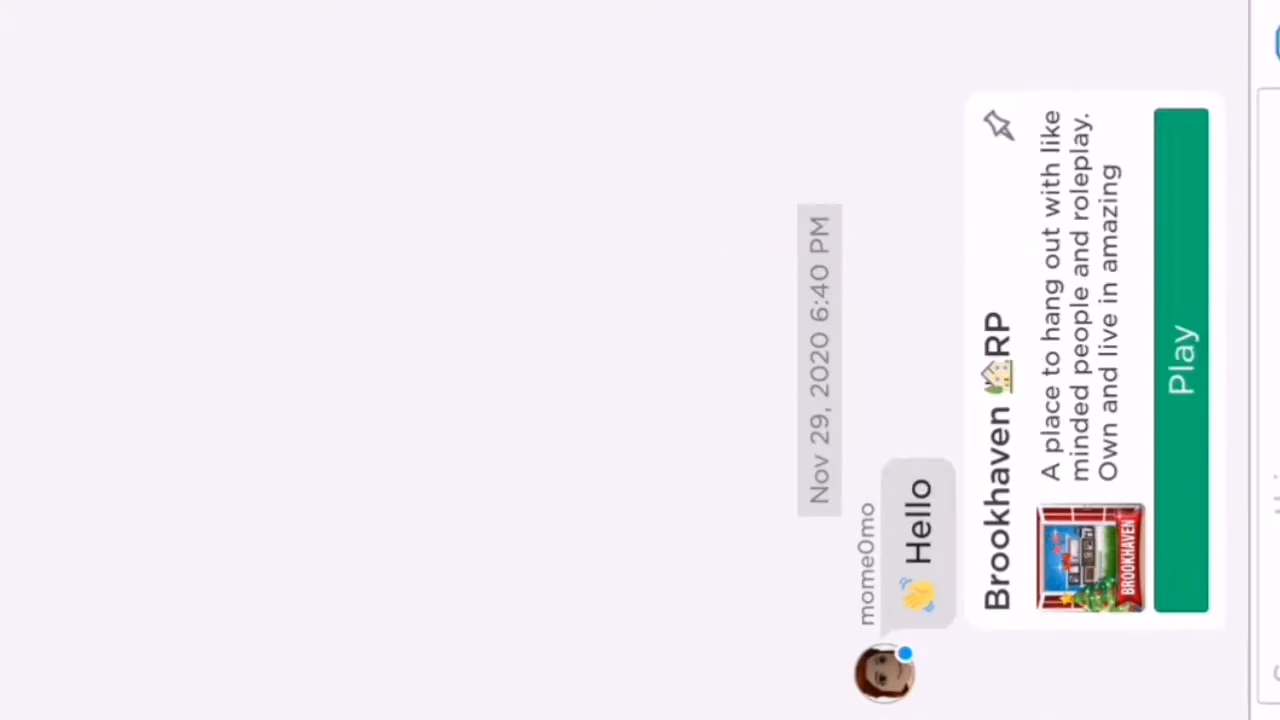 Nov 29, 2020 6:40 PM
mome0mo
👋 Hello
Brookhaven 🏡RP
A place to hang out with like
minded people and roleplay.
Own and live in amazing
BROOKHAVEN
Play